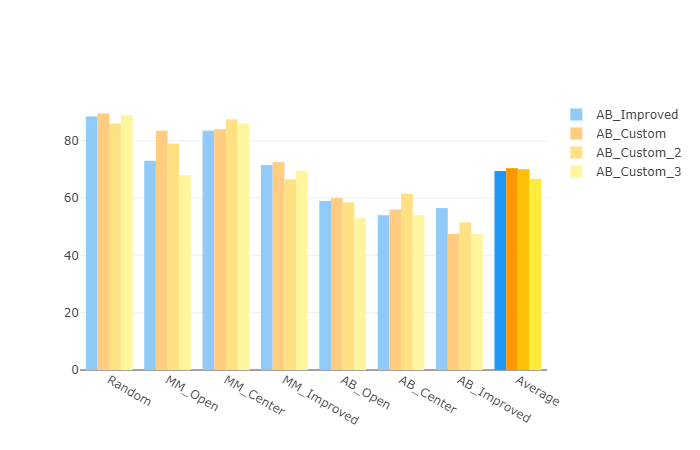 AB_Improved
AB_Custom
AB_Custom_2
AB_Custom_3
80
60
40
20
0
Random
MM_Open
MM_Center
MM_Improved
AB_Open
AB_Center
AB_Improved
Average